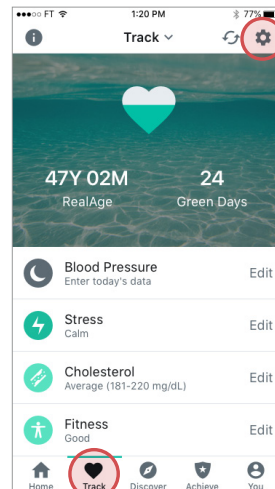 FT 1:20 PM 77%
Track
47Y 02M 24
RealAge Green Days
Blood Pressure
Enter today's data
Edit
Stress
Calm
Edit
Cholesterol
Average (181-220 mg/dL)
Edit
Fitness
Good
Edit
Home Track Discover Achieve You